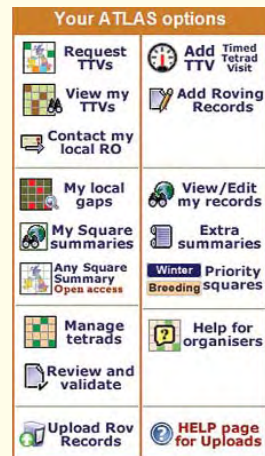 Your ATLAS options
Request
TTVs
View my
TTVs
Contact my
local RO
Add Timed
TTV Tetrad
Visit
Add Roving
Records
My local
gaps
My Square
summaries
Any Square
Summary
Open access
View/Edit
my records
Extra
summaries
Winter Priority
Breeding squares
Manage
tetrads
Review and
validate
Help for
organisers
Upload Rov
Records
HELP page
for Uploads